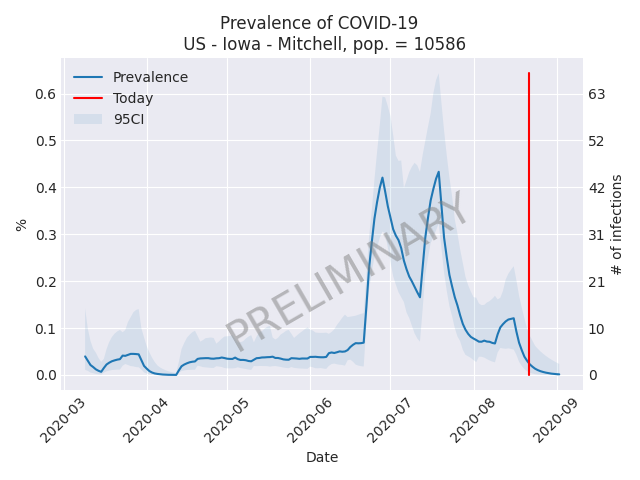 Prevalence of COVID-19
US - Iowa - Mitchell, pop. = 10586
Prevalence
Today
95CI
0.6
0.5
0.4
0.3
0.2
0.1
0.0
%
63
52
42
31
21
10
0
# of infections
PRELIMINARY
2020-03
2020-04
2020-05
2020-06
2020-07
2020-08
2020-09
Date